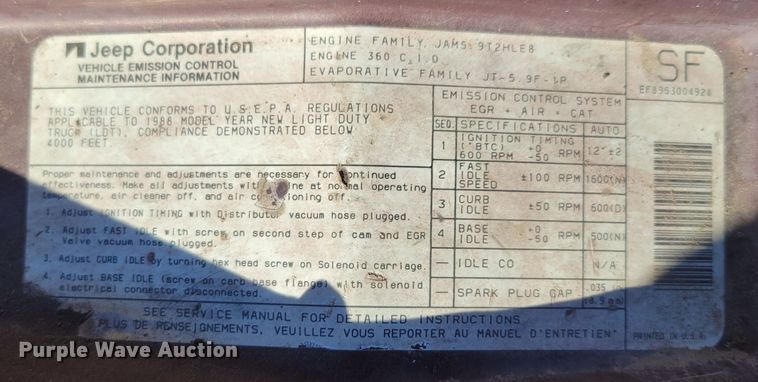 Jeep Corporation
VEHICLE EMISSION CONTROL
MAINTENANCE INFORMATION
ENGINE FAMILY JAM5.9T2HLE8
ENGINE 360 C.I.D
EVAPORATIVE FAMILY JT-5.9F-1P
SF
THIS VEHICLE CONFORMS TO U.S.E.P.A. REGULATIONS
APPLICABLE TO 1988 MODEL YEAR NEW LIGHT DUTY
TRUCK (LDT). COMPLIANCE DEMONSTRATED BELOW
4000 FEET.
EMISSION CONTROL SYSTEM
EGR + AIR + CAT
SEQ. SPECIFICATIONS AUTO
1 IGNITION TIMING (°BTC) 600 RPM +0 -50 RPM 12°±2
2 FAST IDLE SPEED ±100 RPM 1600(N)
3 CURB IDLE ±50 RPM 600(D)
4 BASE IDLE +0 -50 RPM 500(N)
— IDLE CO N/A
— SPARK PLUG GAP .035
Proper maintenance and adjustments are necessary for continued
effectiveness. Make all adjustments with engine at normal operating
temperature, air cleaner off, and air conditioning off.
1. Adjust IGNITION TIMING with Distributor vacuum hose plugged.
2. Adjust FAST IDLE with screw on second step of cam and EGR
Valve vacuum hose plugged.
3. Adjust CURB IDLE by turning hex head screw on Solenoid carriage.
4. Adjust BASE IDLE (screw on carb base flange) with solenoid
electrical connector disconnected.
SEE SERVICE MANUAL FOR DETAILED INSTRUCTIONS
PLUS DE RENSEIGNEMENTS, VEUILLEZ VOUS REPORTER AU MANUEL D'ENTRETIEN
PRINTED IN U.S.A.
Purple Wave Auction